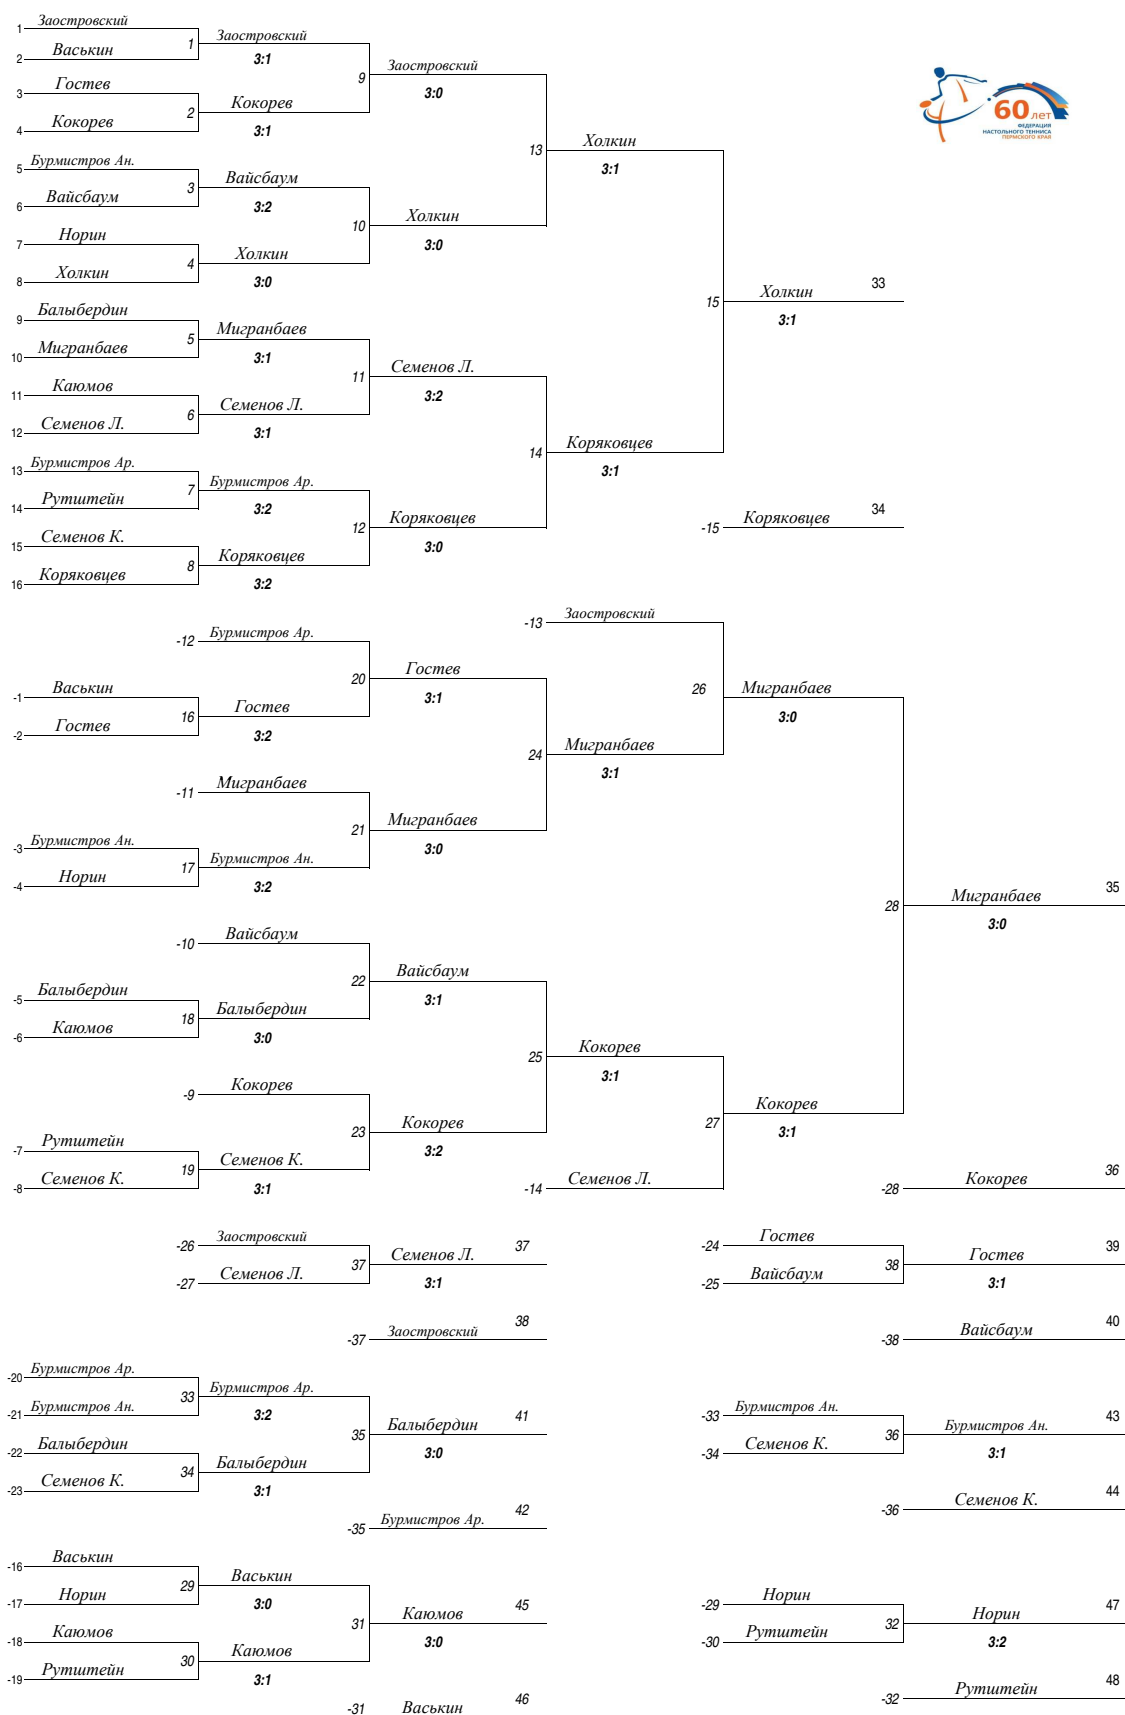 1 Заостровский
2 Васькин
1 Заостровский
3:1
3 Гостев
4 Кокорев
2 Кокорев
3:1
9 Заостровский
3:0
5 Бурмистров Ан.
6 Вайсбаум
3 Вайсбаум
3:2
7 Норин
8 Холкин
4 Холкин
3:0
10 Холкин
3:0
13 Холкин
3:1
60 лет
ФЕДЕРАЦИЯ
НАСТОЛЬНОГО ТЕННИСА
ПЕРМСКОГО КРАЯ
9 Балыбердин
10 Мигранбаев
5 Мигранбаев
3:1
11 Каюмов
12 Семенов Л.
6 Семенов Л.
3:1
11 Семенов Л.
3:2
13 Бурмистров Ар.
14 Рутштейн
7 Бурмистров Ар.
3:2
15 Семенов К.
16 Коряковцев
8 Коряковцев
3:2
12 Коряковцев
3:0
14 Коряковцев
3:1
15 Холкин 33
3:1
-15 Коряковцев 34
-12 Бурмистров Ар.
-1 Васькин
-2 Гостев
16 Гостев
3:2
20 Гостев
3:1
-11 Мигранбаев
-3 Бурмистров Ан.
-4 Норин
17 Бурмистров Ан.
3:2
21 Мигранбаев
3:0
24 Мигранбаев
3:1
-13 Заостровский
26 Мигранбаев
3:0
-10 Вайсбаум
-5 Балыбердин
-6 Каюмов
18 Балыбердин
3:0
22 Вайсбаум
3:1
-9 Кокорев
-7 Рутштейн
-8 Семенов К.
19 Семенов К.
3:1
23 Кокорев
3:2
25 Кокорев
3:1
-14 Семенов Л.
27 Кокорев
3:1
28 Мигранбаев 35
3:0
-28 Кокорев 36
-26 Заостровский
-27 Семенов Л.
37 Семенов Л. 37
3:1
-37 Заостровский 38
-24 Гостев
-25 Вайсбаум
38 Гостев 39
3:1
-38 Вайсбаум 40
-20 Бурмистров Ар.
-21 Бурмистров Ан.
33 Бурмистров Ар.
3:2
-22 Балыбердин
-23 Семенов К.
34 Балыбердин
3:1
35 Балыбердин 41
3:0
-35 Бурмистров Ар. 42
-33 Бурмистров Ан.
-34 Семенов К.
36 Бурмистров Ан. 43
3:1
-36 Семенов К. 44
-16 Васькин
-17 Норин
29 Васькин
3:0
-18 Каюмов
-19 Рутштейн
30 Каюмов
3:1
31 Каюмов 45
3:0
-31 Васькин 46
-29 Норин
-30 Рутштейн
32 Норин 47
3:2
-32 Рутштейн 48